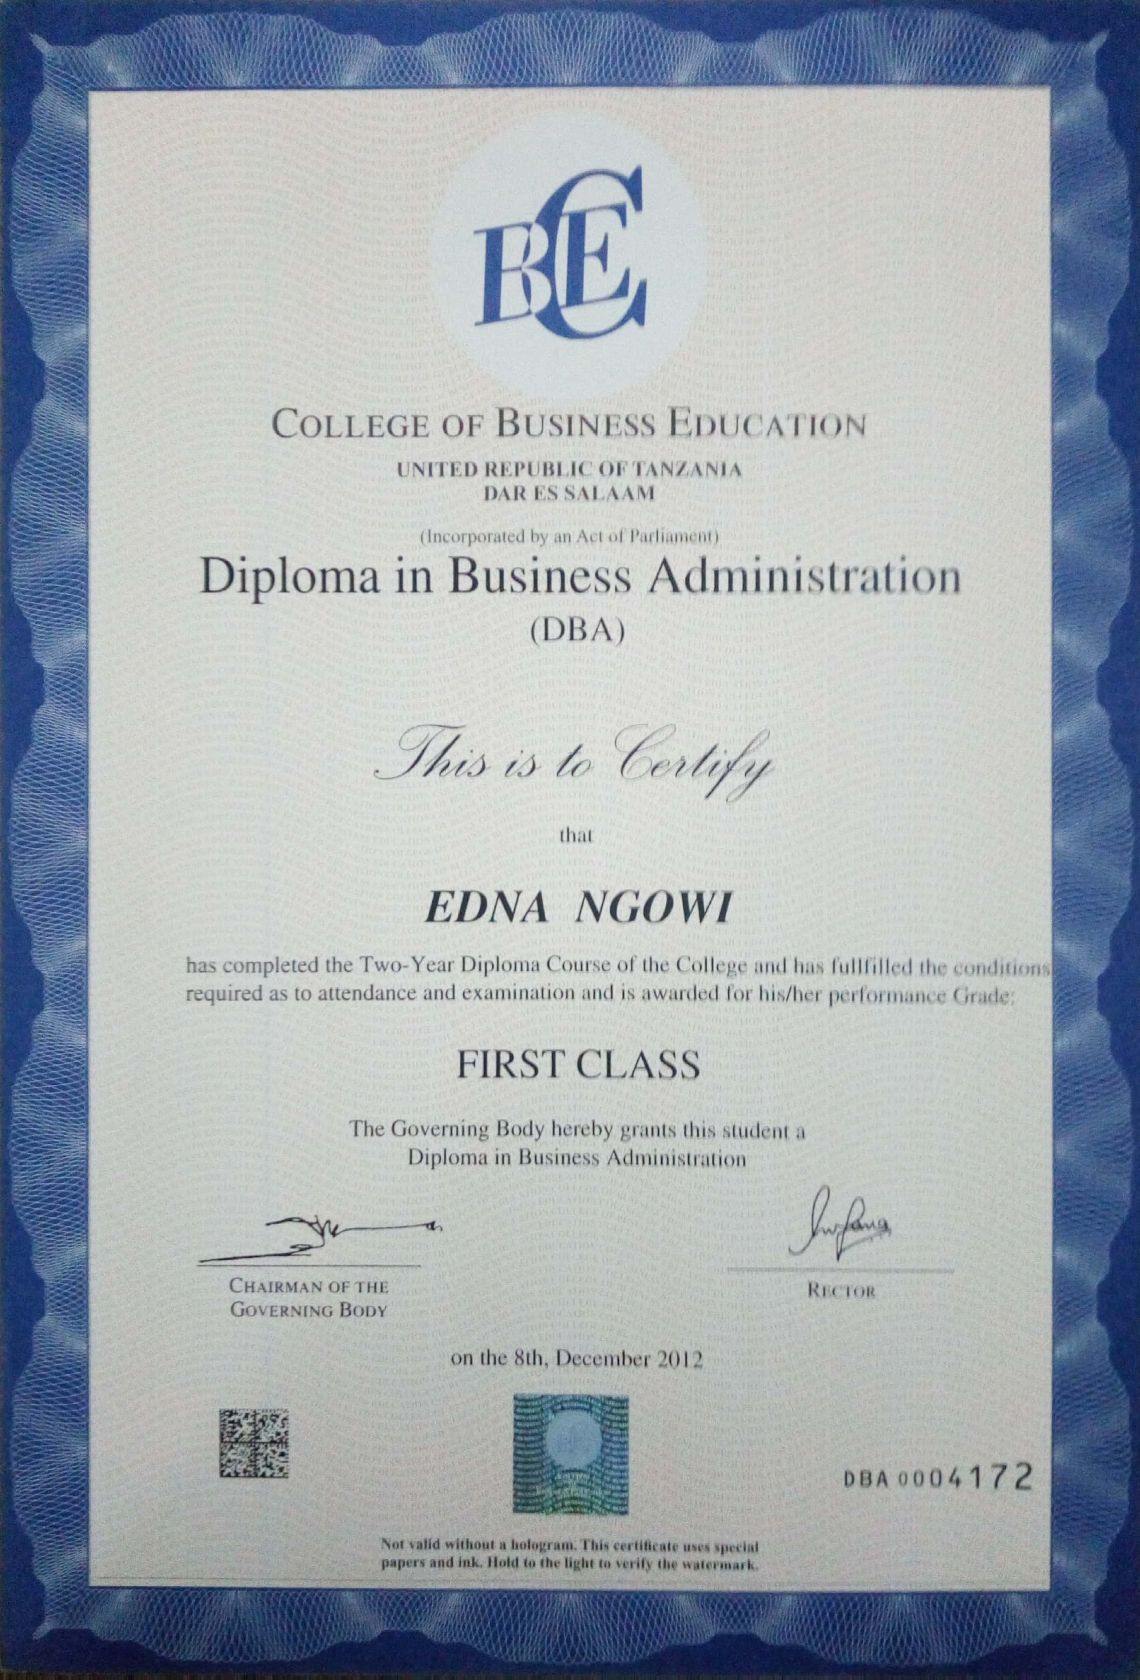 CBE
COLLEGE OF BUSINESS EDUCATION
UNITED REPUBLIC OF TANZANIA
DAR ES SALAAM
(Incorporated by an Act of Parliament)
Diploma in Business Administration
(DBA)
This is to Certify
that
EDNA NGOWI
has completed the Two-Year Diploma Course of the College and has fullfilled the conditions
required as to attendance and examination and is awarded for his/her performance Grade:
FIRST CLASS
The Governing Body hereby grants this student a
Diploma in Business Administration
CHAIRMAN OF THE
GOVERNING BODY
RECTOR
on the 8th, December 2012
DBA 0004172
Not valid without a hologram. This certificate uses special
papers and ink. Hold to the light to verify the watermark.